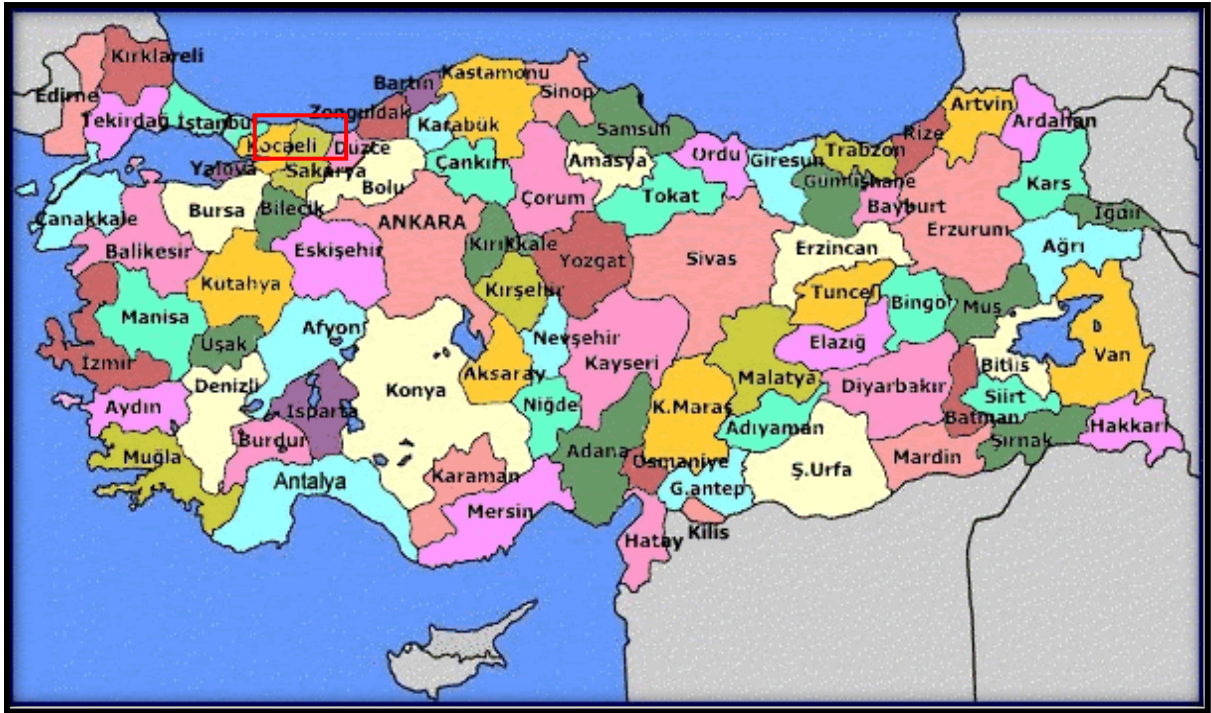 Kırklareli
Edirne
Tekirdağ
İstanbu
Kocaeli
Yalova
Sakarya
Düzce
Zonguldak
Bartın
Karabük
Kastamonu
Sinop
Samsun
Çankırı
Bolu
Amasya
Ordu
Giresun
Trabzon
Rize
Artvin
Ardahan
Gümüşhane
Bayburt
Kars
Iğdır
Ağrı
Erzurum
Erzincan
Tokat
Çorum
ANKARA
Kırıkkale
Yozgat
Sivas
Çanakkale
Balıkesir
Bursa
Bilecik
Eskişehir
Kutahya
Kırşehir
Nevşehir
Kayseri
Malatya
Elazığ
Tunceli
Bingöl
Muş
Bitlis
Van
Manisa
İzmir
Uşak
Afyon
Konya
Aksaray
Niğde
K.Maraş
Adıyaman
Diyarbakır
Batman
Siirt
Şırnak
Hakkari
Aydın
Denizli
Isparta
Burdur
Muğla
Antalya
Karaman
Mersin
Adana
Osmaniye
G.antep
Ş.Urfa
Mardin
Kilis
Hatay